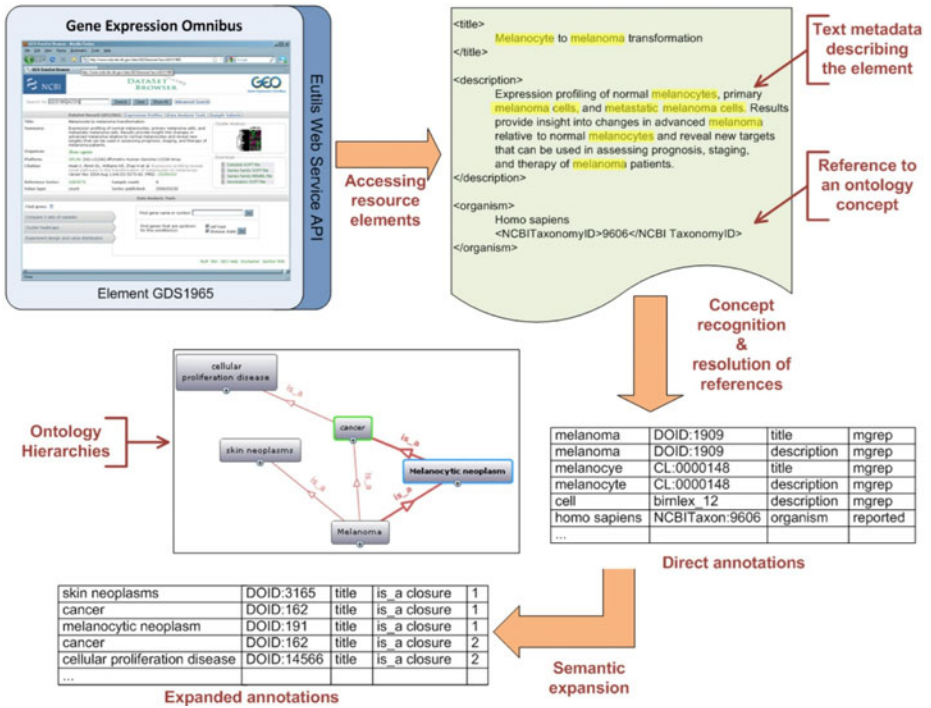 Gene Expression Omnibus
NCBI
DATASET
BROWSER
GEO
Eutils Web Service API
Element GDS1965
Accessing
resource
elements
<title>
Melanocyte to melanoma transformation
</title>
<description>
Expression profiling of normal melanocytes, primary
melanoma cells, and metastatic melanoma cells. Results
provide insight into changes in advanced melanoma
relative to normal melanocytes and reveal new targets
that can be used in assessing prognosis, staging,
and therapy of melanoma patients.
</description>
<organism>
Homo sapiens
<NCBITaxonomyID>9606</NCBI TaxonomyID>
</organism>
Text metadata
describing
the element
Reference to
an ontology
concept
Concept
recognition
&
resolution of
references
Ontology
Hierarchies
cellular
proliferation disease
is_a
cancer
skin neoplasms
is_a
Melanocytic neoplasm
is_a
is_a
is_a
Melanoma
melanoma DOID:1909 title mgrep
melanoma DOID:1909 description mgrep
melanocye CL:0000148 title mgrep
melanocyte CL:0000148 description mgrep
cell birnlex_12 description mgrep
homo sapiens NCBITaxon:9606 organism reported
...
Direct annotations
skin neoplasms DOID:3165 title is_a closure 1
cancer DOID:162 title is_a closure 1
melanocytic neoplasm DOID:191 title is_a closure 1
cancer DOID:162 title is_a closure 2
cellular proliferation disease DOID:14566 title is_a closure 2
...
Expanded annotations
Semantic
expansion